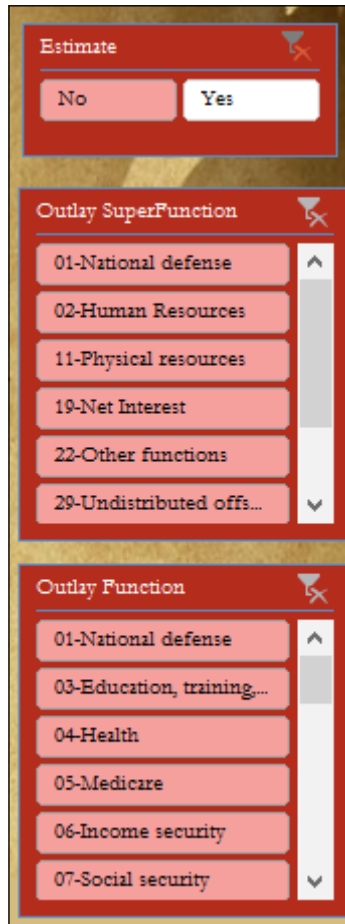 Estimate
No
Yes
Outlay SuperFunction
01-National defense
02-Human Resources
11-Physical resources
19-Net Interest
22-Other functions
29-Undistributed offs...
Outlay Function
01-National defense
03-Education, training,...
04-Health
05-Medicare
06-Income security
07-Social security